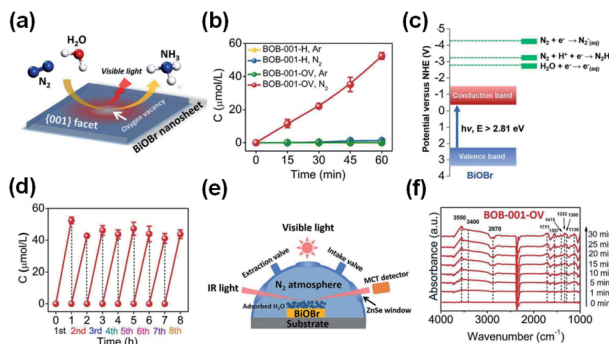 (a)
H₂O
N₂
NH₃
Visible light
{001} facet
Oxygen vacancy
BiOBr nanosheet
(b)
C (μmol/L)
60
40
20
0
BOB-001-H, Ar
BOB-001-H, N₂
BOB-001-OV, Ar
BOB-001-OV, N₂
0 15 30 45 60
Time (min)
(c)
Potential versus NHE (V)
-5
-4
-3
-2
-1
0
1
2
3
4
N₂ + e⁻→ N₂⁻(aq)
N₂ + H⁺ + e⁻→ N₂H
H₂O + e⁻→ e⁻(aq)
Conduction band
hν, E > 2.81 eV
Valence band
BiOBr
(d)
C (μmol/L)
60
40
20
0
0 1 2 3 4 5 6 7 8
1st 2nd 3rd 4th 5th 6th 7th 8th
Time (h)
(e)
Visible light
Extraction valve
Intake valve
IR light
N₂ atmosphere
MCT detector
Adsorbed H₂O
ZnSe window
BiOBr
Substrate
(f)
Absorbance (a.u.)
BOB-001-OV
3550
3400
2870
30 min
25 min
20 min
15 min
10 min
5 min
1 min
0 min
4000 3000 2000 1000
Wavenumber (cm⁻¹)